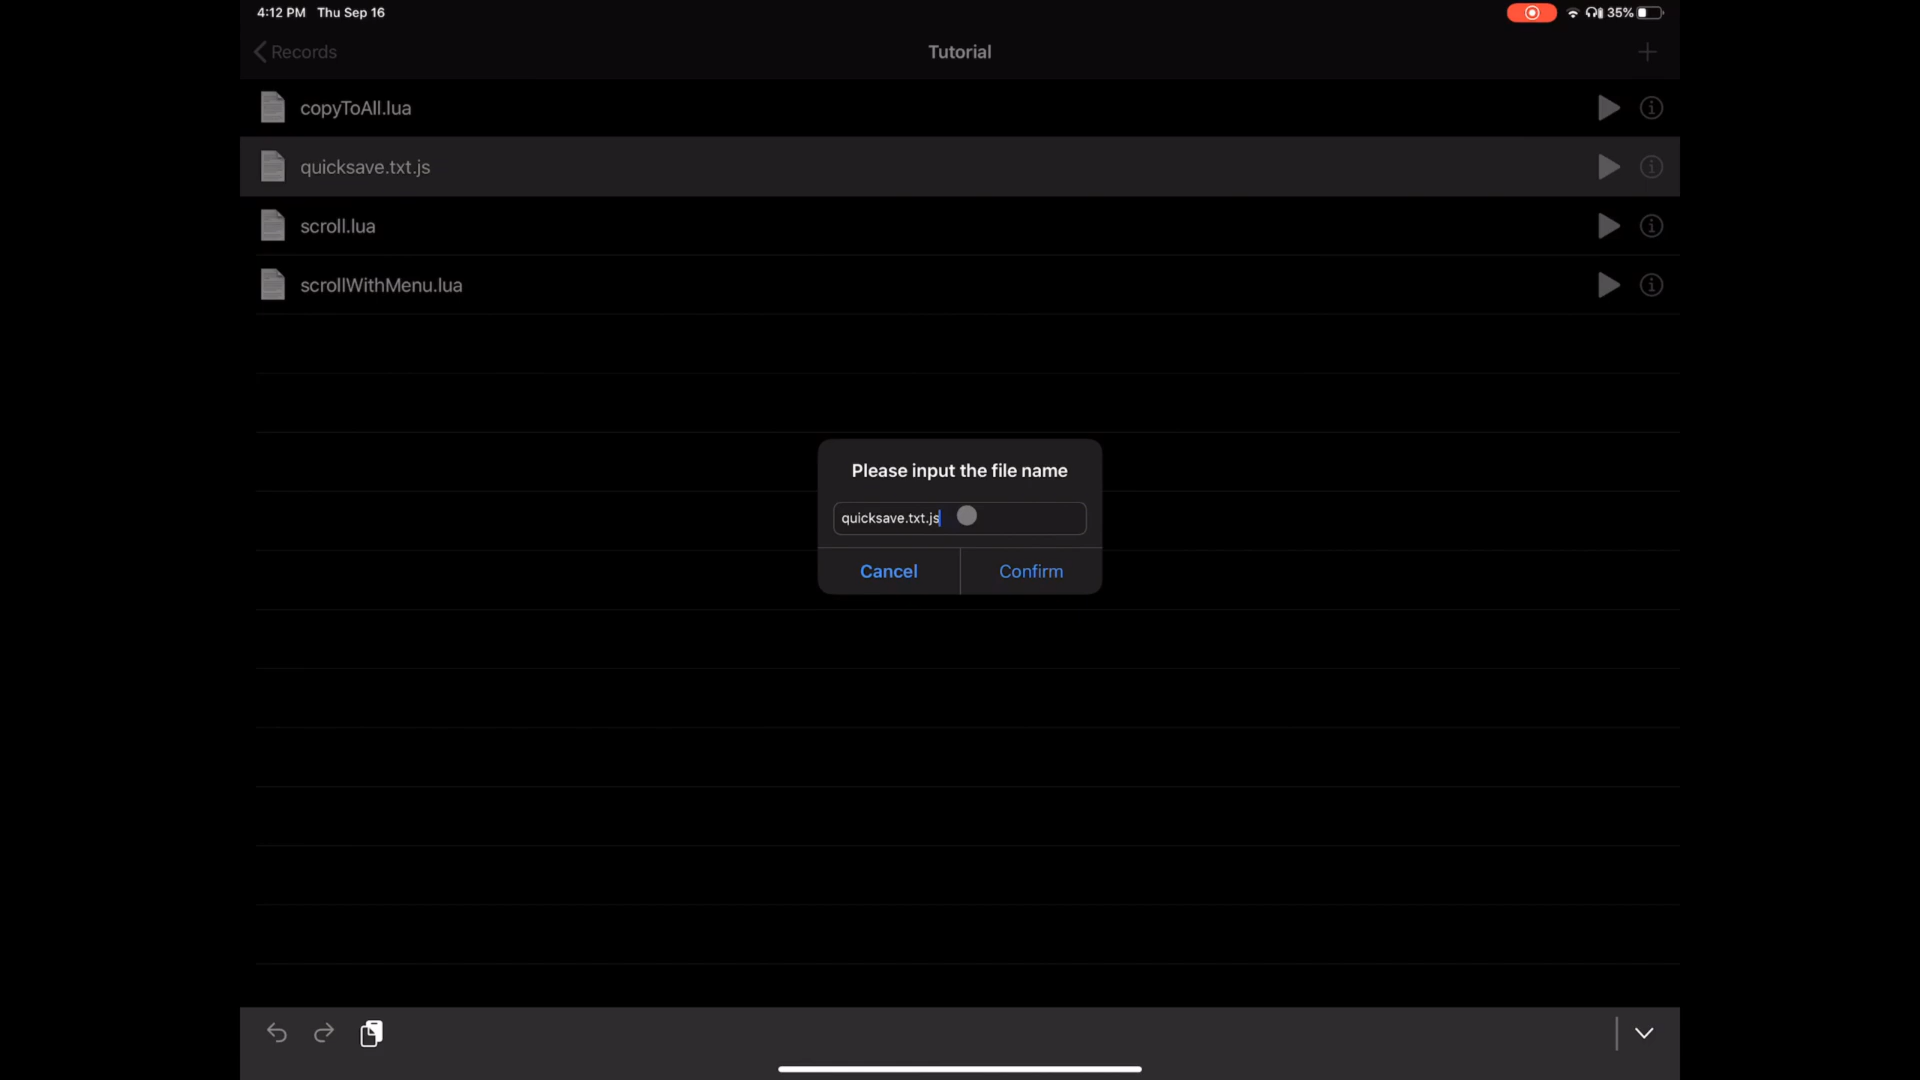 4:12 PM Thu Sep 16
35%
Records
Tutorial
copyToAll.lua
quicksave.txt.js
scroll.lua
scrollWithMenu.lua
Please input the file name
quicksave.txt.js
Cancel
Confirm